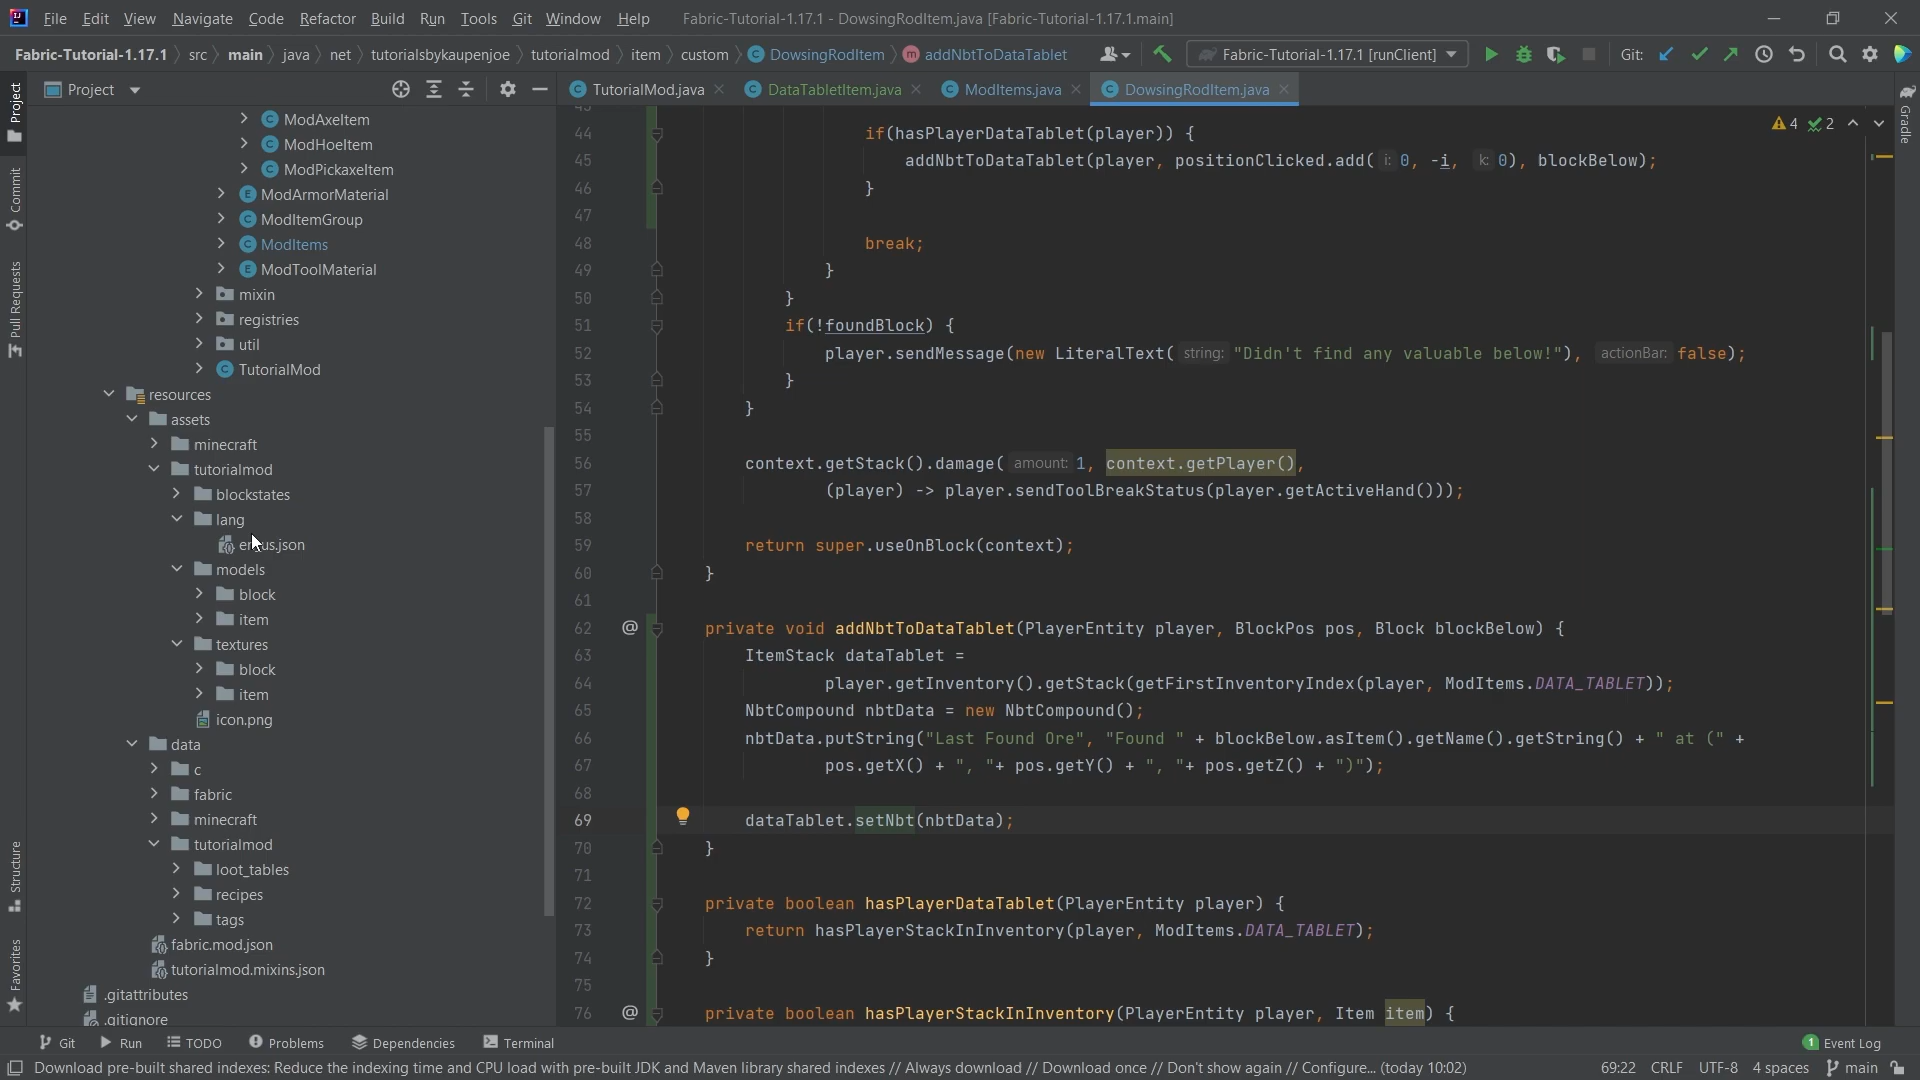 File Edit View Navigate Code Refactor Build Run Tools Git Window Help Fabric-Tutorial-1.17.1 - DowsingRodItem.java [Fabric-Tutorial-1.17.1.main]
Fabric-Tutorial-1.17.1 src main java net tutorialsbykaupenjoe tutorialmod item custom DowsingRodItem addNbtToDataTablet Fabric-Tutorial-1.17.1 [runClient] Git:
Project TutorialMod.java DataTabletItem.java ModItems.java DowsingRodItem.java
Project
Commit
Pull Requests
Structure
Favorites
Gradle
ModAxeItem
ModHoeItem
ModPickaxeItem
ModArmorMaterial
ModItemGroup
ModItems
ModToolMaterial
mixin
registries
util
TutorialMod
resources
assets
minecraft
tutorialmod
blockstates
lang
models
block
item
textures
block
item
icon.png
data
c
fabric
minecraft
tutorialmod
loot_tables
recipes
tags
fabric.mod.json
tutorialmod.mixins.json
.gitattributes
.gitignore
4 2
44 if(hasPlayerDataTablet(player)) {
45 addNbtToDataTablet(player, positionClicked.add( i: 0, -i, k: 0), blockBelow);
46 }
47
48 break;
49 }
50 }
51 if(!foundBlock) {
52 player.sendMessage(new LiteralText( string: "Didn't find any valuable below!"), actionBar: false);
53 }
54 }
55
56 context.getStack().damage( amount: 1, context.getPlayer(),
57 (player) -> player.sendToolBreakStatus(player.getActiveHand()));
58
59 return super.useOnBlock(context);
60 }
61
62 @ private void addNbtToDataTablet(PlayerEntity player, BlockPos pos, Block blockBelow) {
63 ItemStack dataTablet =
64 player.getInventory().getStack(getFirstInventoryIndex(player, ModItems.DATA_TABLET));
65 NbtCompound nbtData = new NbtCompound();
66 nbtData.putString("Last Found Ore", "Found " + blockBelow.asItem().getName().getString() + " at (" +
67 pos.getX() + ", "+ pos.getY() + ", "+ pos.getZ() + ")");
68
69 dataTablet.setNbt(nbtData);
70 }
71
72 private boolean hasPlayerDataTablet(PlayerEntity player) {
73 return hasPlayerStackInInventory(player, ModItems.DATA_TABLET);
74 }
75
76 @ private boolean hasPlayerStackInInventory(PlayerEntity player, Item item) {
Git Run TODO Problems Dependencies Terminal 1 Event Log
Download pre-built shared indexes: Reduce the indexing time and CPU load with pre-built JDK and Maven library shared indexes // Always download // Download once // Don't show again // Configure... (today 10:02) 69:22 CRLF UTF-8 4 spaces main